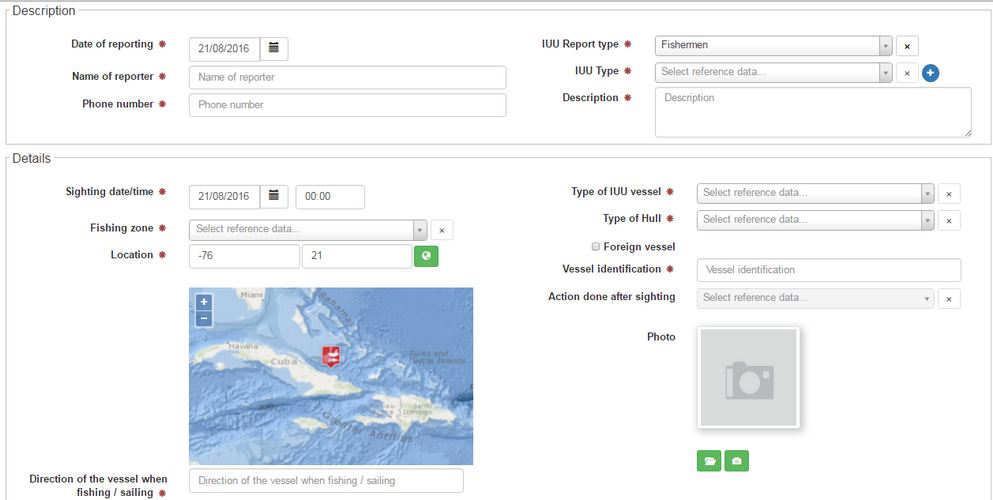 Description
Date of reporting * 21/08/2016
IUU Report type * Fishermen ×
Name of reporter * Name of reporter
IUU Type * Select reference data... × +
Phone number * Phone number
Description * Description
Details
Sighting date/time * 21/08/2016 00:00
Type of IUU vessel * Select reference data... ×
Fishing zone * Select reference data... ×
Type of Hull * Select reference data... ×
Location * -76 21
Foreign vessel
Vessel identification * Vessel identification
Action done after sighting Select reference data... ×
+
−
Miami
Bahamas
Havana
Cuba
Turks and
Caicos Islands
Santo
Domingo
Greater Antilles
Photo
Direction of the vessel when
fishing / sailing * Direction of the vessel when fishing / sailing